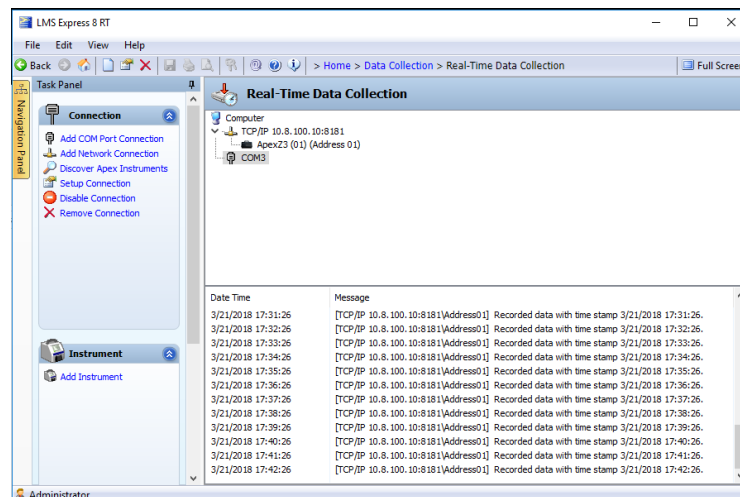 LMS Express 8 RT
File Edit View Help
Back > Home > Data Collection > Real-Time Data Collection Full Screen
Navigation Panel
Task Panel
Connection
Add COM Port Connection
Add Network Connection
Discover Apex Instruments
Setup Connection
Disable Connection
Remove Connection
Instrument
Add Instrument
Real-Time Data Collection
Computer
TCP/IP 10.8.100.10:8181
ApexZ3 (01) (Address 01)
COM3
Date Time Message
3/21/2018 17:31:26 [TCP/IP 10.8.100.10:8181\Address01] Recorded data with time stamp 3/21/2018 17:31:26.
3/21/2018 17:32:26 [TCP/IP 10.8.100.10:8181\Address01] Recorded data with time stamp 3/21/2018 17:32:26.
3/21/2018 17:33:26 [TCP/IP 10.8.100.10:8181\Address01] Recorded data with time stamp 3/21/2018 17:33:26.
3/21/2018 17:34:26 [TCP/IP 10.8.100.10:8181\Address01] Recorded data with time stamp 3/21/2018 17:34:26.
3/21/2018 17:35:26 [TCP/IP 10.8.100.10:8181\Address01] Recorded data with time stamp 3/21/2018 17:35:26.
3/21/2018 17:36:26 [TCP/IP 10.8.100.10:8181\Address01] Recorded data with time stamp 3/21/2018 17:36:26.
3/21/2018 17:37:26 [TCP/IP 10.8.100.10:8181\Address01] Recorded data with time stamp 3/21/2018 17:37:26.
3/21/2018 17:38:26 [TCP/IP 10.8.100.10:8181\Address01] Recorded data with time stamp 3/21/2018 17:38:26.
3/21/2018 17:39:26 [TCP/IP 10.8.100.10:8181\Address01] Recorded data with time stamp 3/21/2018 17:39:26.
3/21/2018 17:40:26 [TCP/IP 10.8.100.10:8181\Address01] Recorded data with time stamp 3/21/2018 17:40:26.
3/21/2018 17:41:26 [TCP/IP 10.8.100.10:8181\Address01] Recorded data with time stamp 3/21/2018 17:41:26.
3/21/2018 17:42:26 [TCP/IP 10.8.100.10:8181\Address01] Recorded data with time stamp 3/21/2018 17:42:26.
Administrator